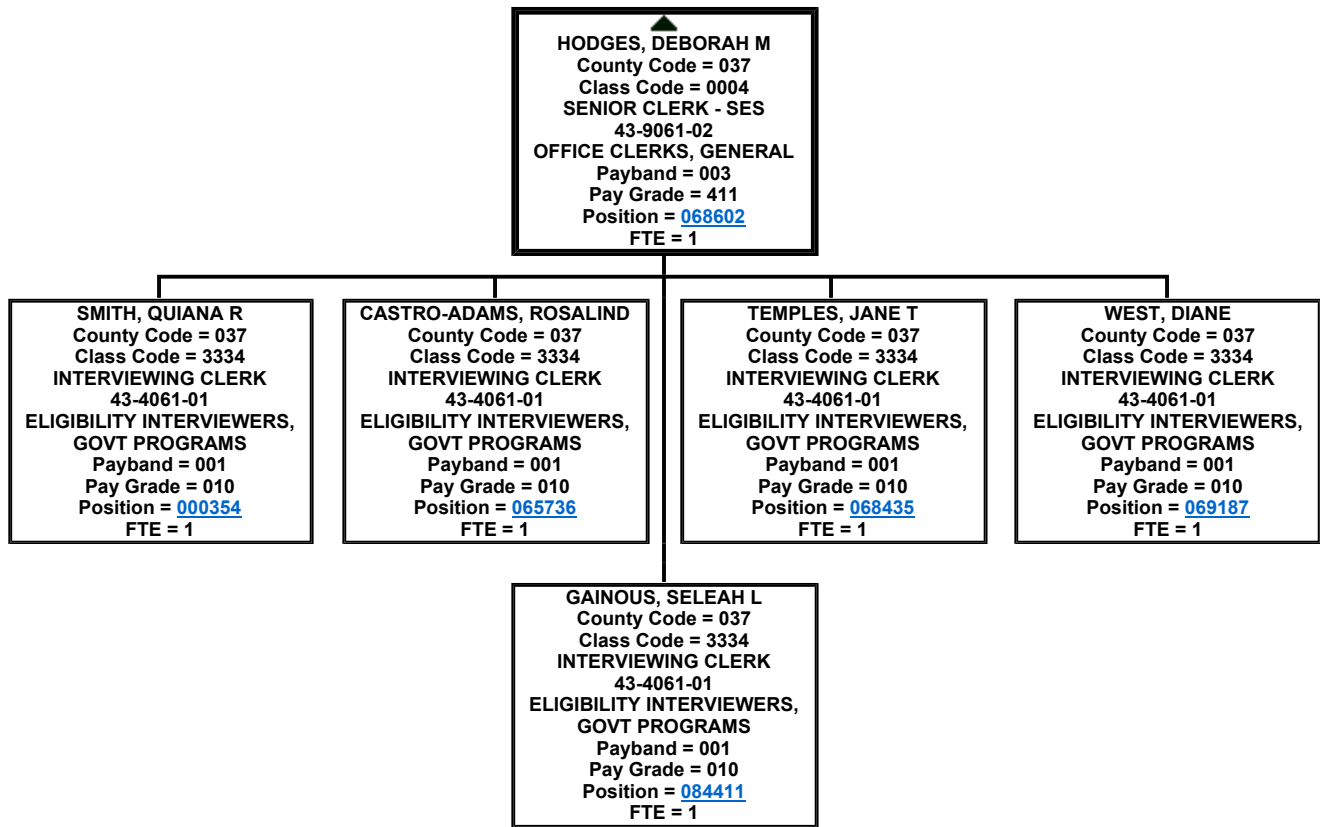 HODGES, DEBORAH M
County Code = 037
Class Code = 0004
SENIOR CLERK - SES
43-9061-02
OFFICE CLERKS, GENERAL
Payband = 003
Pay Grade = 411
Position = 068602
FTE = 1
SMITH, QUIANA R
County Code = 037
Class Code = 3334
INTERVIEWING CLERK
43-4061-01
ELIGIBILITY INTERVIEWERS,
GOVT PROGRAMS
Payband = 001
Pay Grade = 010
Position = 000354
FTE = 1
CASTRO-ADAMS, ROSALIND
County Code = 037
Class Code = 3334
INTERVIEWING CLERK
43-4061-01
ELIGIBILITY INTERVIEWERS,
GOVT PROGRAMS
Payband = 001
Pay Grade = 010
Position = 065736
FTE = 1
TEMPLES, JANE T
County Code = 037
Class Code = 3334
INTERVIEWING CLERK
43-4061-01
ELIGIBILITY INTERVIEWERS,
GOVT PROGRAMS
Payband = 001
Pay Grade = 010
Position = 068435
FTE = 1
WEST, DIANE
County Code = 037
Class Code = 3334
INTERVIEWING CLERK
43-4061-01
ELIGIBILITY INTERVIEWERS,
GOVT PROGRAMS
Payband = 001
Pay Grade = 010
Position = 069187
FTE = 1
GAINOUS, SELEAH L
County Code = 037
Class Code = 3334
INTERVIEWING CLERK
43-4061-01
ELIGIBILITY INTERVIEWERS,
GOVT PROGRAMS
Payband = 001
Pay Grade = 010
Position = 084411
FTE = 1